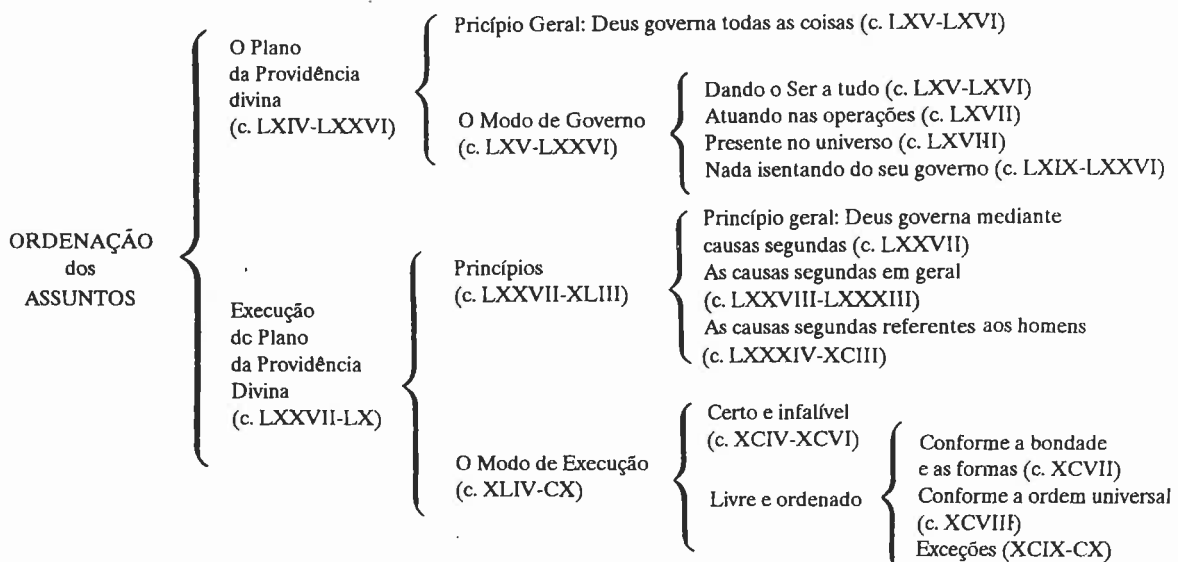 ORDENAÇÃO
dos
ASSUNTOS
O Plano
da Providência
divina
(c. LXIV-LXXVI)
Pricípio Geral: Deus governa todas as coisas (c. LXV-LXVI)
O Modo de Governo
(c. LXV-LXXVI)
Dando o Ser a tudo (c. LXV-LXVI)
Atuando nas operações (c. LXVII)
Presente no universo (c. LXVIII)
Nada isentando do seu governo (c. LXIX-LXXVI)
Execução
do Plano
da Providência
Divina
(c. LXXVII-LX)
Princípios
(c. LXXVII-XLIII)
Princípio geral: Deus governa mediante
causas segundas (c. LXXVII)
As causas segundas em geral
(c. LXXVIII-LXXXIII)
As causas segundas referentes aos homens
(c. LXXXIV-XCIII)
O Modo de Execução
(c. XLIV-CX)
Certo e infalível
(c. XCIV-XCVI)
Livre e ordenado
Conforme a bondade
e as formas (c. XCVII)
Conforme a ordem universal
(c. XCVIII)
Exceções (XCIX-CX)